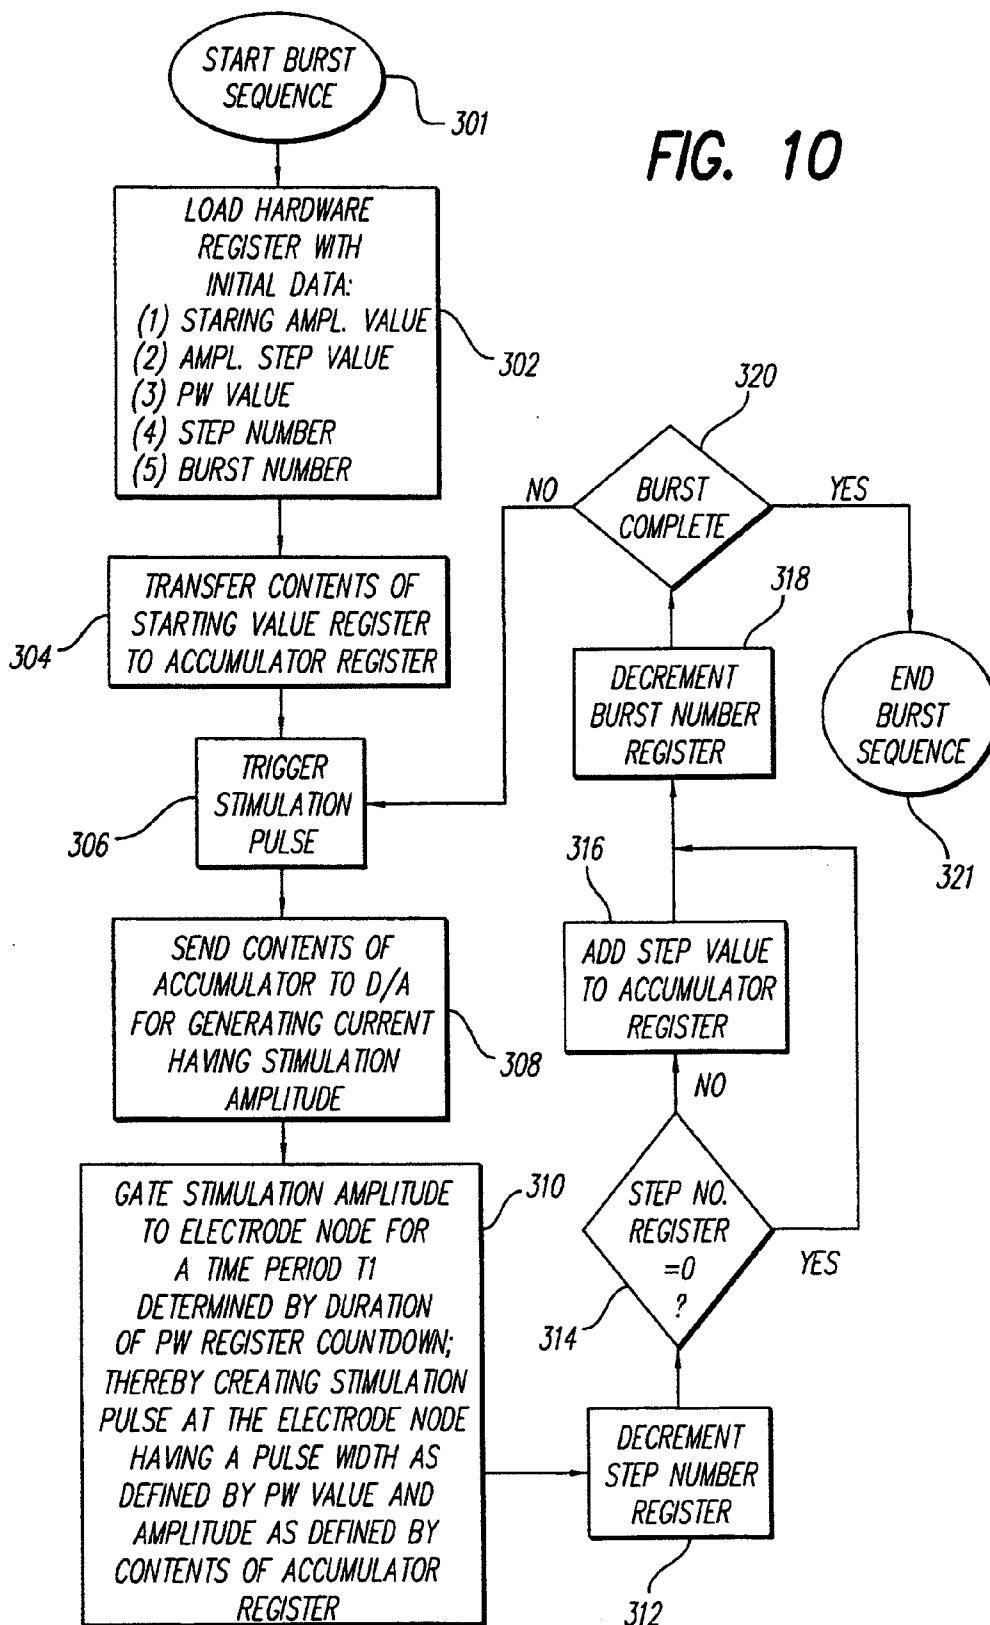 START BURST
SEQUENCE
301
FIG. 10
LOAD HARDWARE
REGISTER WITH
INITIAL DATA:
(1) STARING AMPL. VALUE
(2) AMPL. STEP VALUE
(3) PW VALUE
(4) STEP NUMBER
(5) BURST NUMBER
302
TRANSFER CONTENTS OF
STARTING VALUE REGISTER
TO ACCUMULATOR REGISTER
304
TRIGGER
STIMULATION
PULSE
306
SEND CONTENTS OF
ACCUMULATOR TO D/A
FOR GENERATING CURRENT
HAVING STIMULATION
AMPLITUDE
308
GATE STIMULATION AMPLITUDE
TO ELECTRODE NODE FOR
A TIME PERIOD T1
DETERMINED BY DURATION
OF PW REGISTER COUNTDOWN;
THEREBY CREATING STIMULATION
PULSE AT THE ELECTRODE NODE
HAVING A PULSE WIDTH AS
DEFINED BY PW VALUE AND
AMPLITUDE AS DEFINED BY
CONTENTS OF ACCUMULATOR
REGISTER
310
DECREMENT
STEP NUMBER
REGISTER
312
STEP NO.
REGISTER
=0
?
314
YES
NO
ADD STEP VALUE
TO ACCUMULATOR
REGISTER
316
DECREMENT
BURST NUMBER
REGISTER
318
BURST
COMPLETE
320
NO
YES
END
BURST
SEQUENCE
321